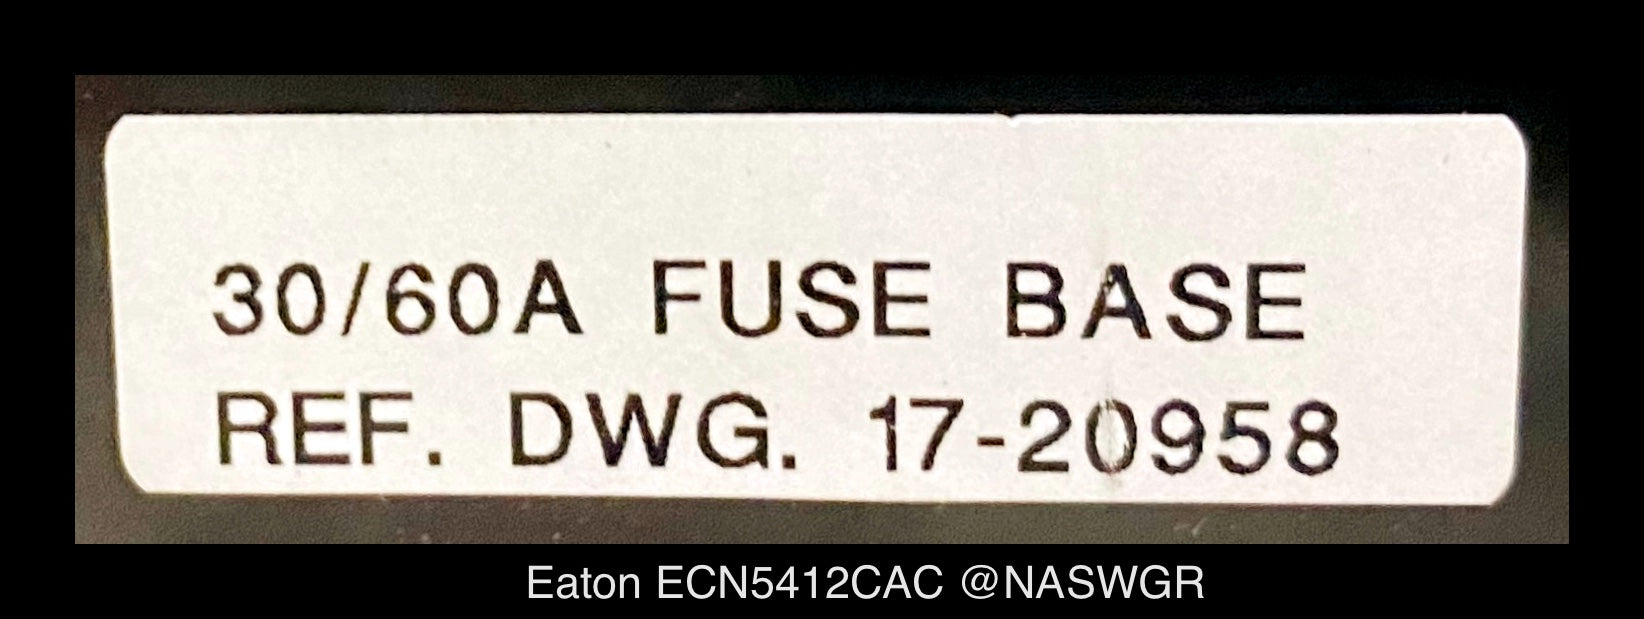 30/60A FUSE BASE
REF. DWG. 17-20958
Eaton ECN5412CAC @NASWGR